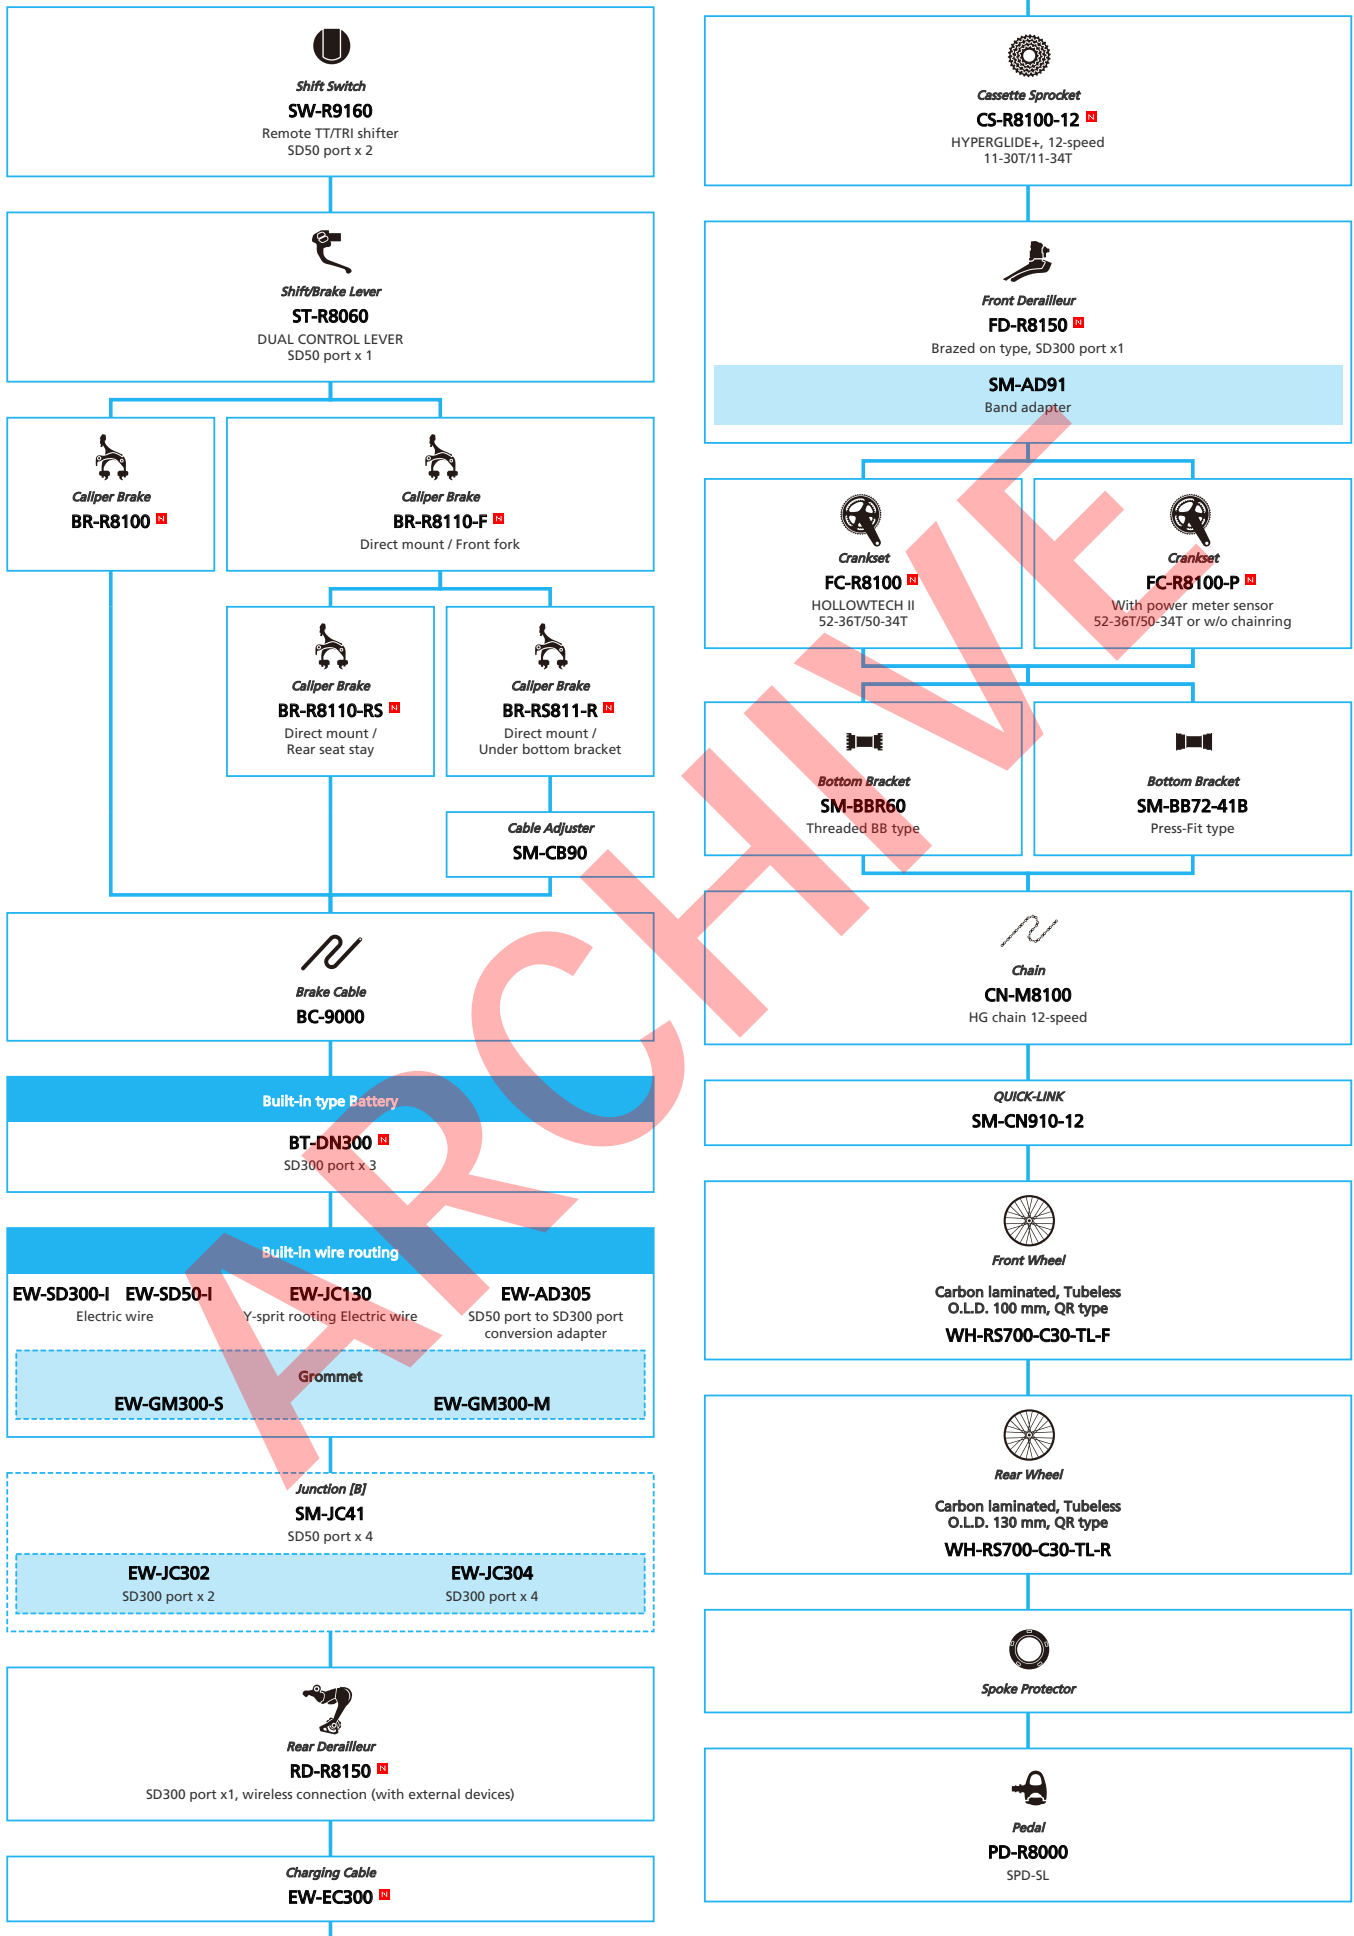 Shift Switch
SW-R9160
Remote TT/TRI shifter
SD50 port x 2
Shift/Brake Lever
ST-R8060
DUAL CONTROL LEVER
SD50 port x 1
Caliper Brake
BR-R8100 N
Caliper Brake
BR-R8110-F N
Direct mount / Front fork
Caliper Brake
BR-R8110-RS N
Direct mount /
Rear seat stay
Caliper Brake
BR-RS811-R N
Direct mount /
Under bottom bracket
Cable Adjuster
SM-CB90
Brake Cable
BC-9000
Built-in type Battery
BT-DN300 N
SD300 port x 3
Built-in wire routing
EW-SD300-I EW-SD50-I
Electric wire
EW-JC130
Y-sprit rooting Electric wire
EW-AD305
SD50 port to SD300 port
conversion adapter
Grommet
EW-GM300-S
EW-GM300-M
Junction [B]
SM-JC41
SD50 port x 4
EW-JC302
SD300 port x 2
EW-JC304
SD300 port x 4
Rear Derailleur
RD-R8150 N
SD300 port x1, wireless connection (with external devices)
Charging Cable
EW-EC300 N
Cassette Sprocket
CS-R8100-12 N
HYPERGLIDE+, 12-speed
11-30T/11-34T
Front Derailleur
FD-R8150 N
Brazed on type, SD300 port x1
SM-AD91
Band adapter
Crankset
FC-R8100 N
HOLLOWTECH II
52-36T/50-34T
Crankset
FC-R8100-P N
With power meter sensor
52-36T/50-34T or w/o chainring
Bottom Bracket
SM-BBR60
Threaded BB type
Bottom Bracket
SM-BB72-41B
Press-Fit type
Chain
CN-M8100
HG chain 12-speed
QUICK-LINK
SM-CN910-12
Front Wheel
Carbon laminated, Tubeless
O.L.D. 100 mm, QR type
WH-RS700-C30-TL-F
Rear Wheel
Carbon laminated, Tubeless
O.L.D. 130 mm, QR type
WH-RS700-C30-TL-R
Spoke Protector
Pedal
PD-R8000
SPD-SL
ARCHIVE